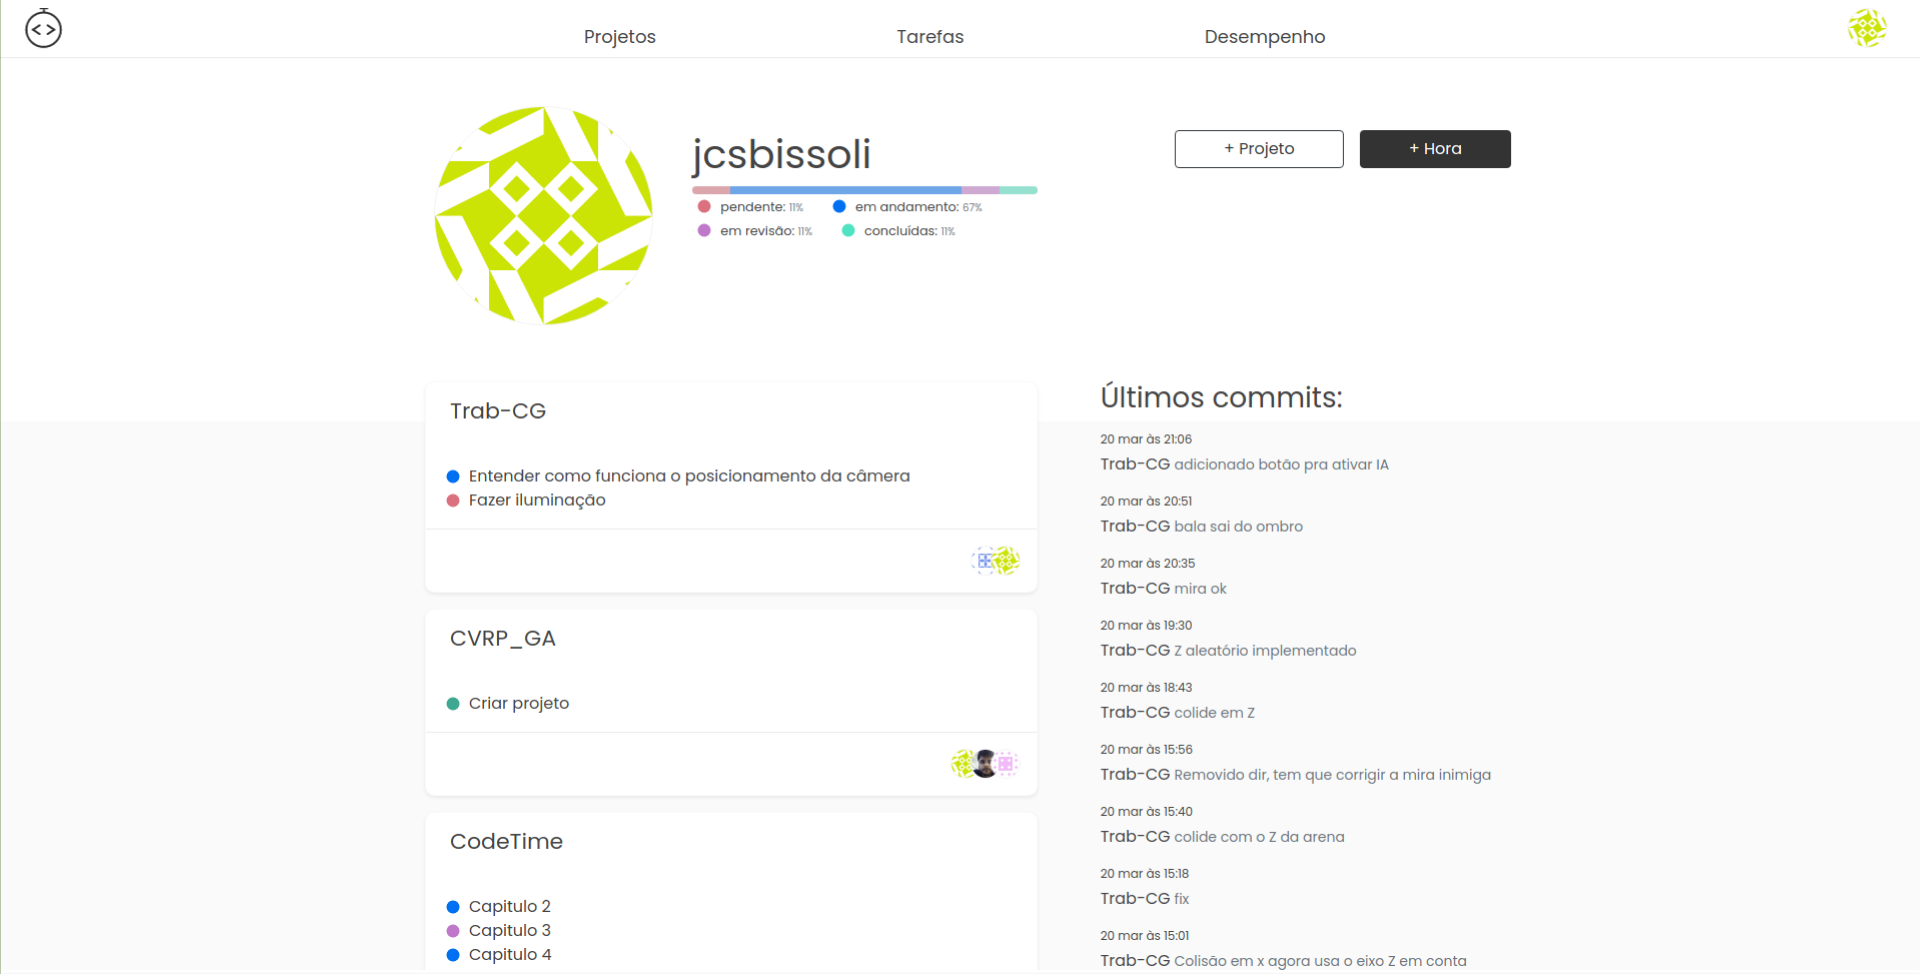 Projetos
Tarefas
Desempenho
jcsbissoli
pendente: 11%
em andamento: 67%
em revisão: 11%
concluídas: 11%
+ Projeto
+ Hora
Trab-CG
Entender como funciona o posicionamento da câmera
Fazer iluminação
CVRP_GA
Criar projeto
CodeTime
Capitulo 2
Capitulo 3
Capitulo 4
Últimos commits:
20 mar às 21:06
Trab-CG adicionado botão pra ativar IA
20 mar às 20:51
Trab-CG bala sai do ombro
20 mar às 20:35
Trab-CG mira ok
20 mar às 19:30
Trab-CG Z aleatório implementado
20 mar às 18:43
Trab-CG colide em Z
20 mar às 15:56
Trab-CG Removido dir, tem que corrigir a mira inimiga
20 mar às 15:40
Trab-CG colide com o Z da arena
20 mar às 15:18
Trab-CG fix
20 mar às 15:01
Trab-CG Colisão em x agora usa o eixo Z em conta